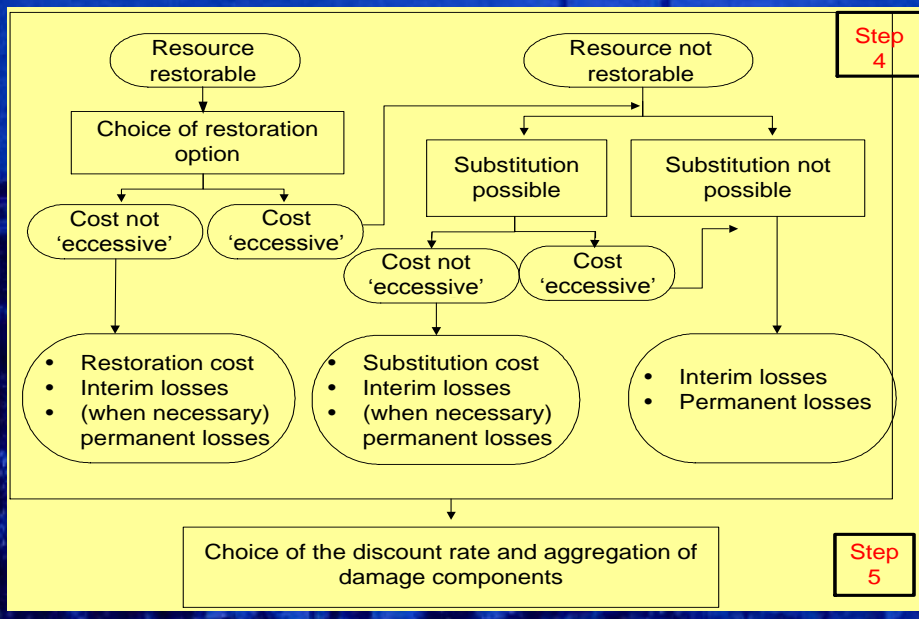 Step
4
Resource
restorable
Resource not
restorable
Choice of restoration
option
Substitution
possible
Substitution not
possible
Cost not
'eccessive'
Cost
'eccessive'
Cost not
'eccessive'
Cost
'eccessive'
• Restoration cost
• Interim losses
• (when necessary)
permanent losses
• Substitution cost
• Interim losses
• (when necessary)
permanent losses
• Interim losses
• Permanent losses
Choice of the discount rate and aggregation of
damage components
Step
5